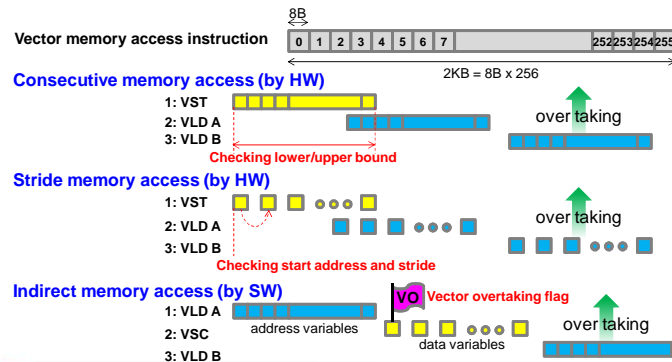 8B
Vector memory access instruction
0 1 2 3 4 5 6 7 252 253 254 255
2KB = 8B x 256
Consecutive memory access (by HW)
1: VST
2: VLD A
3: VLD B
over taking
Checking lower/upper bound
Stride memory access (by HW)
1: VST
2: VLD A
3: VLD B
over taking
Checking start address and stride
Indirect memory access (by SW)
1: VLD A
address variables
VO
Vector overtaking flag
2: VSC
data variables
over taking
3: VLD B